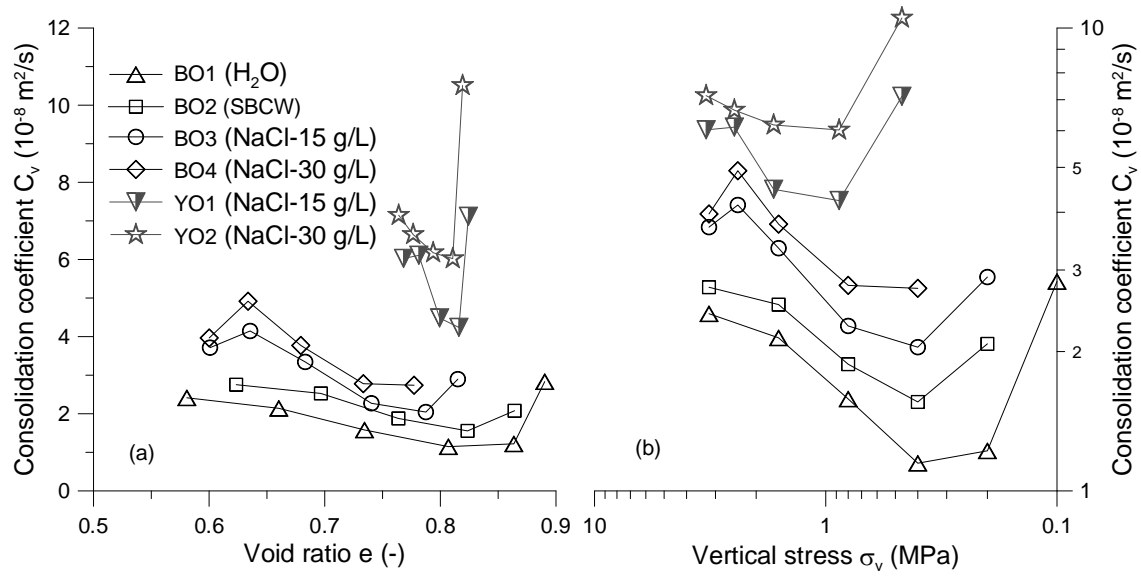 Consolidation coefficient Cᵥ (10⁻⁸ m²/s)
12
10
8
6
4
2
0
BO1 (H₂O)
BO2 (SBCW)
BO3 (NaCl-15 g/L)
BO4 (NaCl-30 g/L)
YO1 (NaCl-15 g/L)
YO2 (NaCl-30 g/L)
(a)
0.5 0.6 0.7 0.8 0.9
Void ratio e (-)
(b)
10 1 0.1
Vertical stress σᵥ (MPa)
10
5
3
2
1
Consolidation coefficient Cᵥ (10⁻⁸ m²/s)